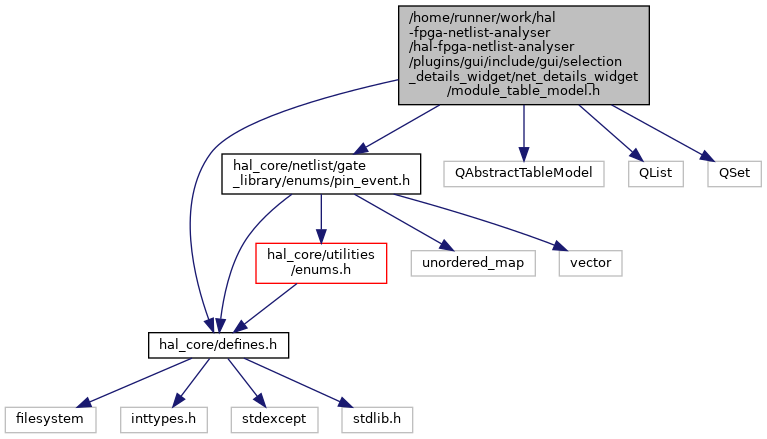 /home/runner/work/hal
-fpga-netlist-analyser
/hal-fpga-netlist-analyser
/plugins/gui/include/gui/selection
_details_widget/net_details_widget
/module_table_model.h
hal_core/netlist/gate
_library/enums/pin_event.h
QAbstractTableModel
QList
QSet
hal_core/utilities
/enums.h
unordered_map
vector
hal_core/defines.h
filesystem
inttypes.h
stdexcept
stdlib.h